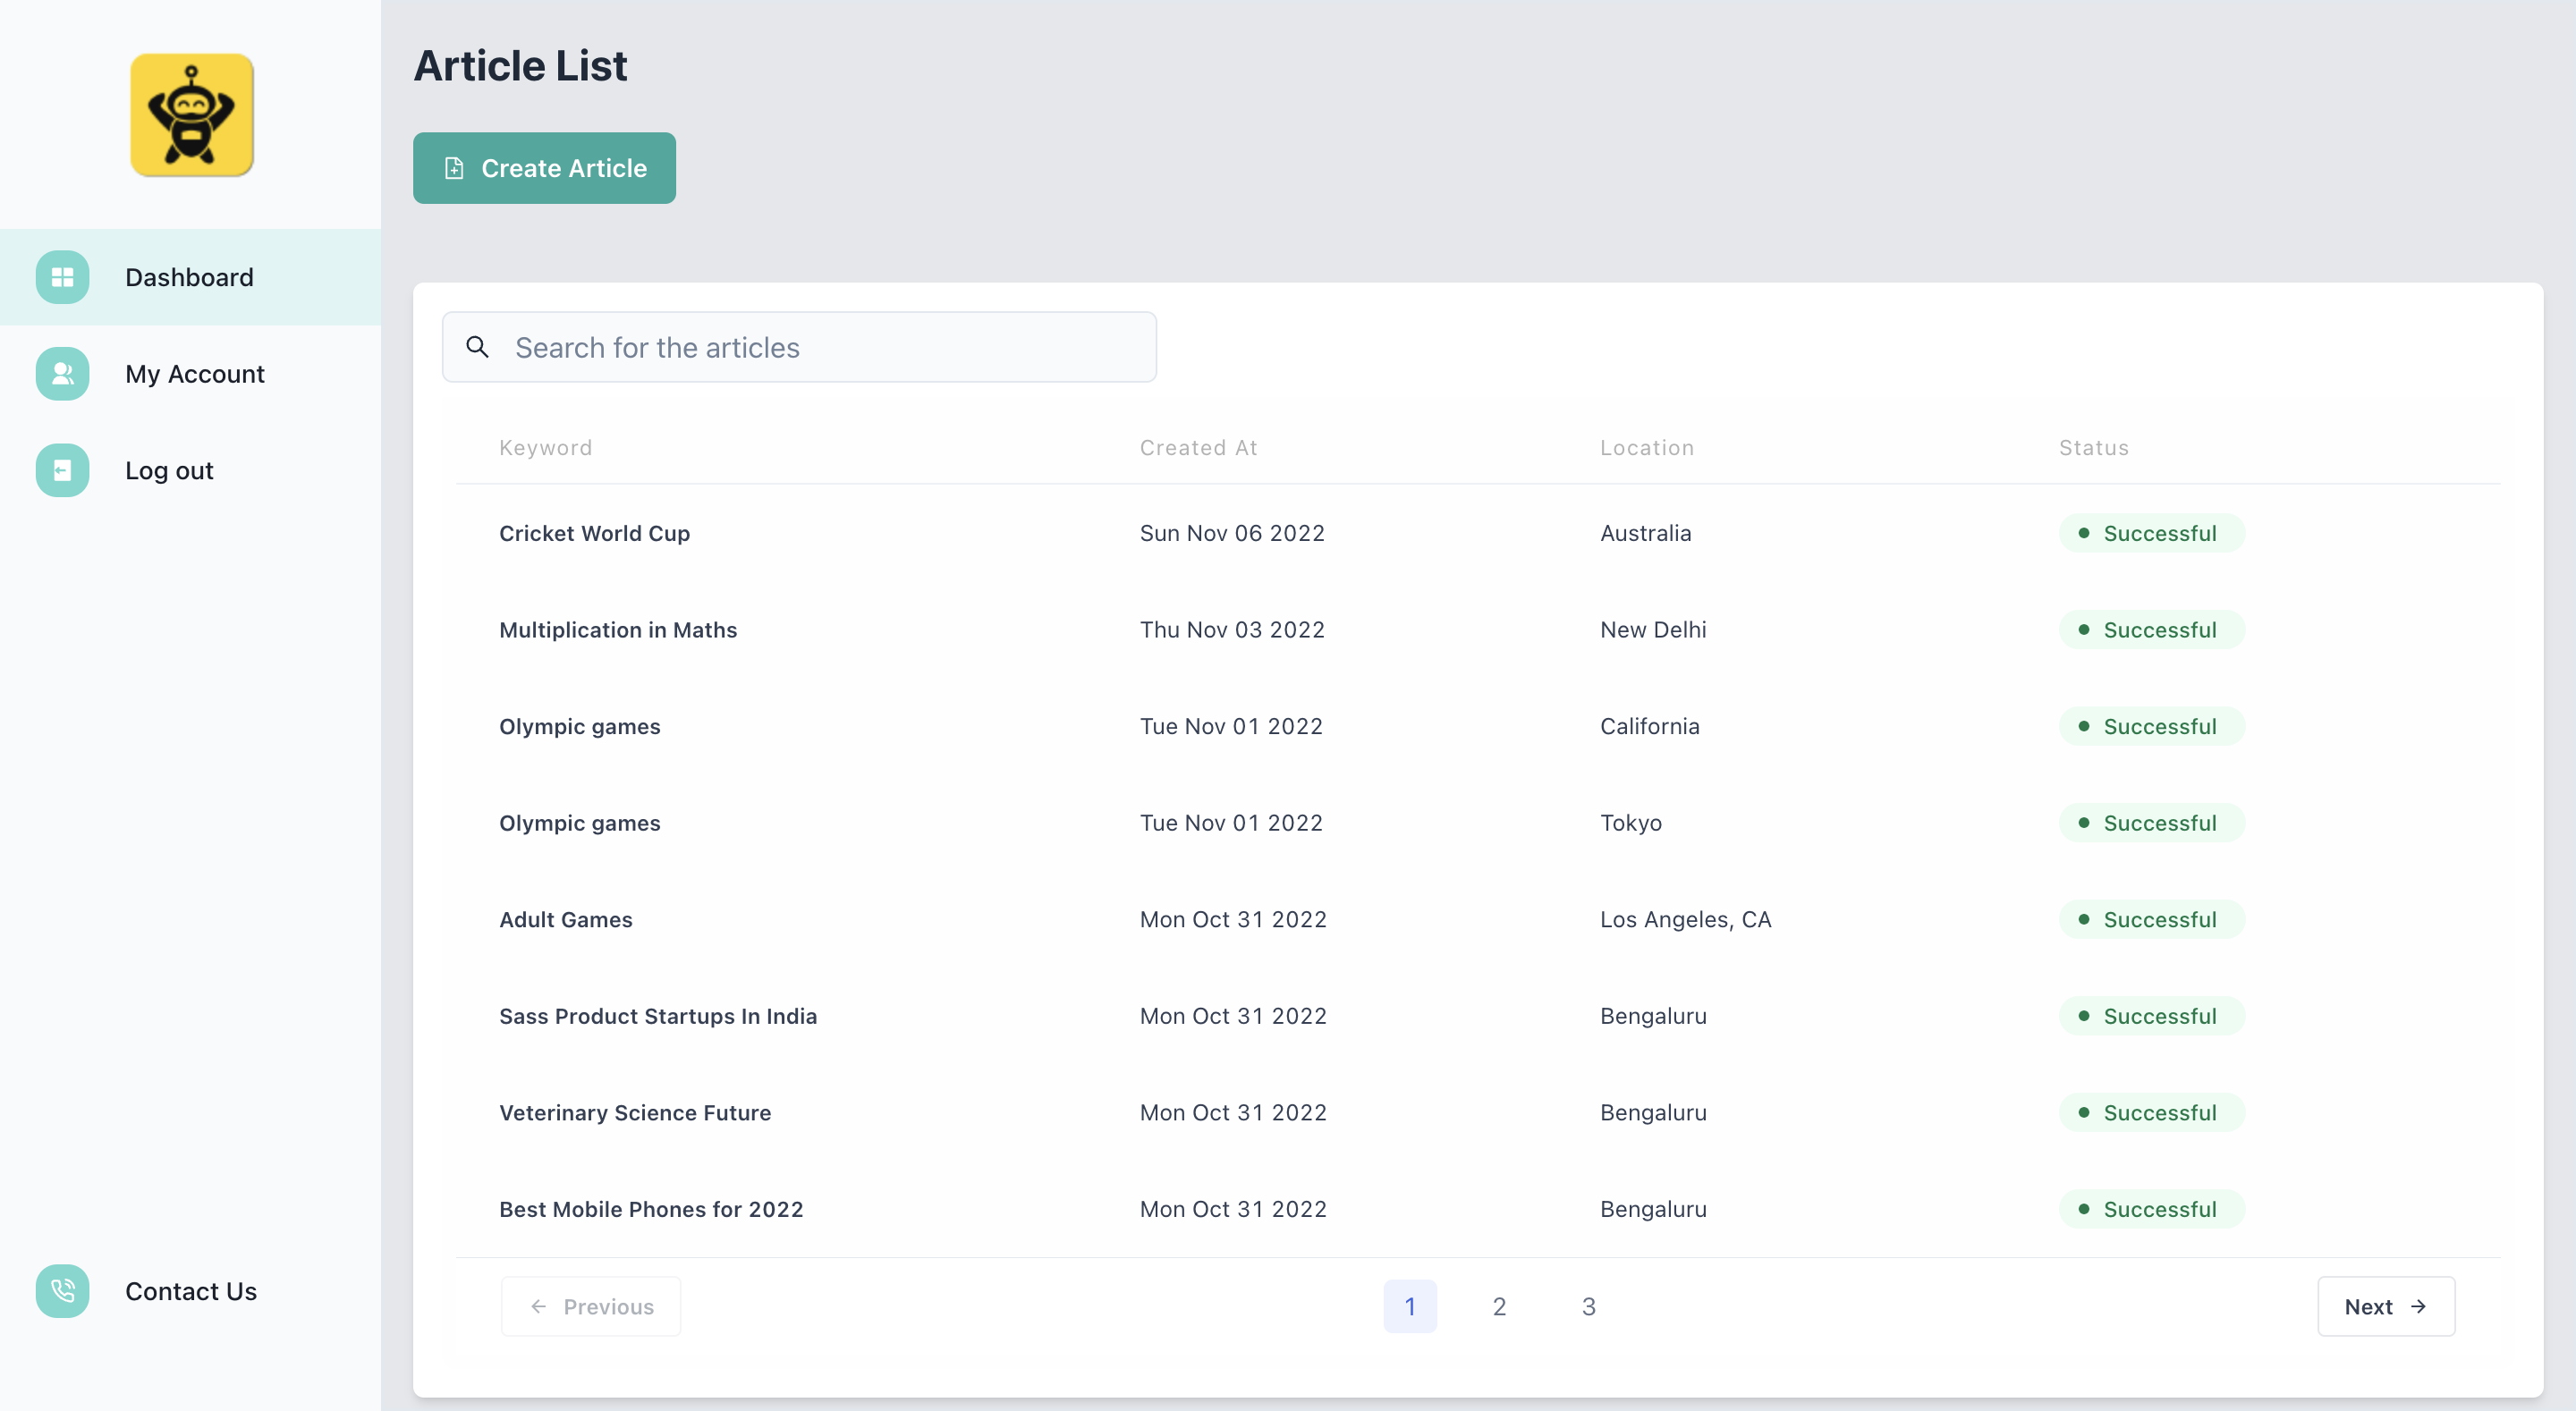 Article List
Create Article
Dashboard
My Account
Log out
Contact Us
Search for the articles
Keyword Created At Location Status
Cricket World Cup Sun Nov 06 2022 Australia Successful
Multiplication in Maths Thu Nov 03 2022 New Delhi Successful
Olympic games Tue Nov 01 2022 California Successful
Olympic games Tue Nov 01 2022 Tokyo Successful
Adult Games Mon Oct 31 2022 Los Angeles, CA Successful
Sass Product Startups In India Mon Oct 31 2022 Bengaluru Successful
Veterinary Science Future Mon Oct 31 2022 Bengaluru Successful
Best Mobile Phones for 2022 Mon Oct 31 2022 Bengaluru Successful
Previous 1 2 3 Next